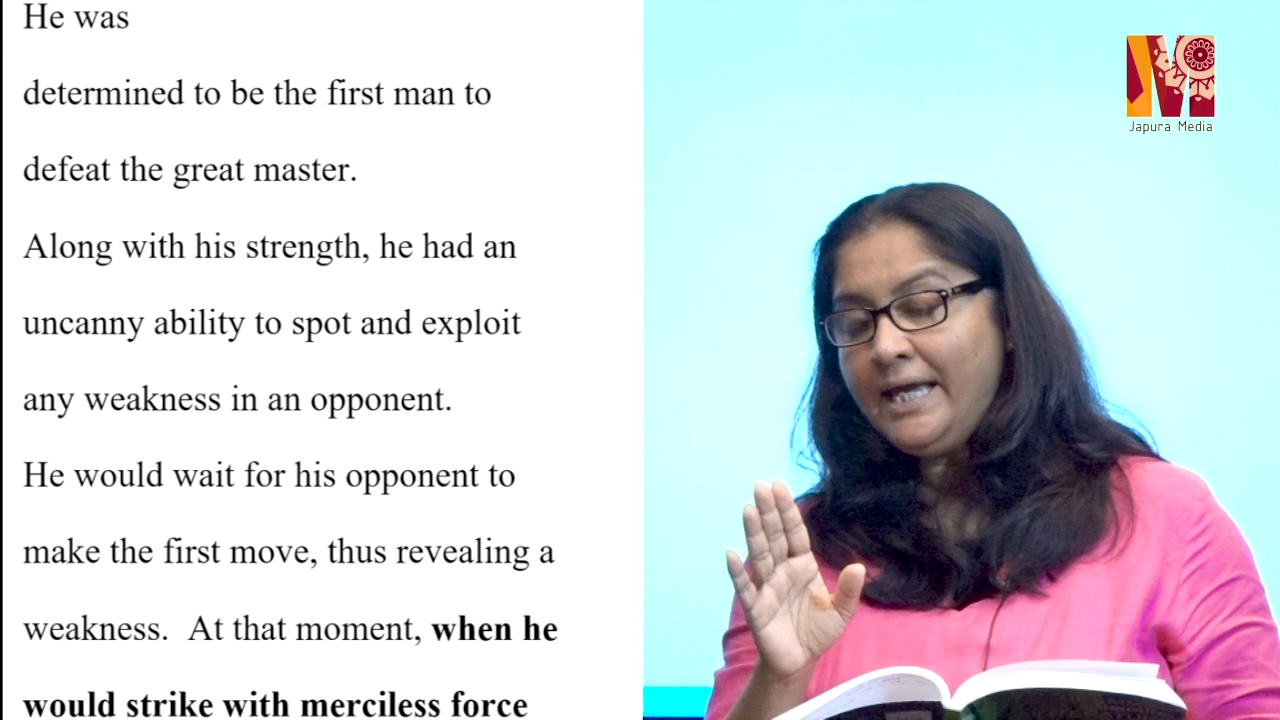 He was
determined to be the first man to
defeat the great master.
Along with his strength, he had an
uncanny ability to spot and exploit
any weakness in an opponent.
He would wait for his opponent to
make the first move, thus revealing a
weakness.  At that moment, when he
would strike with merciless force
Japura Media